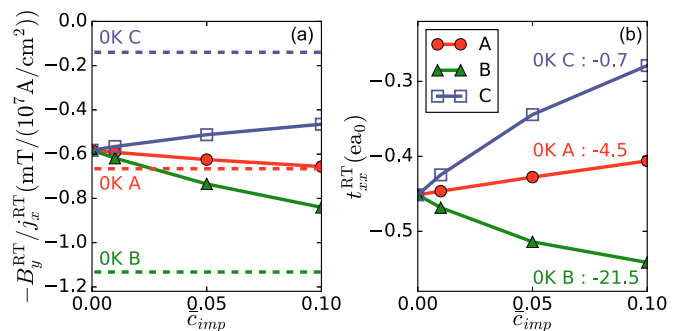 −B_y^RT/j_x^RT(mT/(10^7A/cm^2))
(a)
0K C
0K A
0K B
0.0
−0.2
−0.4
−0.6
−0.8
−1.0
−1.2
0.00
0.05
0.10
c̄_imp
t_xx^RT(ea_0)
(b)
A
B
C
0K C : -0.7
0K A : -4.5
0K B : -21.5
−0.3
−0.4
−0.5
0.00
0.05
0.10
c̄_imp